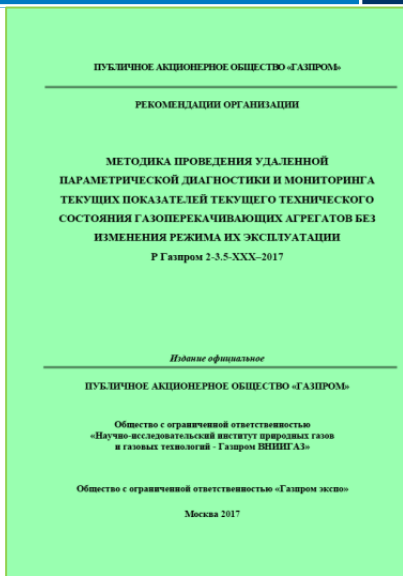 ПУБЛИЧНОЕ АКЦИОНЕРНОЕ ОБЩЕСТВО «ГАЗПРОМ»
РЕКОМЕНДАЦИИ ОРГАНИЗАЦИИ
МЕТОДИКА ПРОВЕДЕНИЯ УДАЛЕННОЙ
ПАРАМЕТРИЧЕСКОЙ ДИАГНОСТИКИ И МОНИТОРИНГА
ТЕКУЩИХ ПОКАЗАТЕЛЕЙ ТЕКУЩЕГО ТЕХНИЧЕСКОГО
СОСТОЯНИЯ ГАЗОПЕРЕКАЧИВАЮЩИХ АГРЕГАТОВ БЕЗ
ИЗМЕНЕНИЯ РЕЖИМА ИХ ЭКСПЛУАТАЦИИ
Р Газпром 2-3.5-XXX–2017
Издание официальное
ПУБЛИЧНОЕ АКЦИОНЕРНОЕ ОБЩЕСТВО «ГАЗПРОМ»
Общество с ограниченной ответственностью
«Научно-исследовательский институт природных газов
и газовых технологий - Газпром ВНИИГАЗ»
Общество с ограниченной ответственностью «Газпром экспо»
Москва 2017